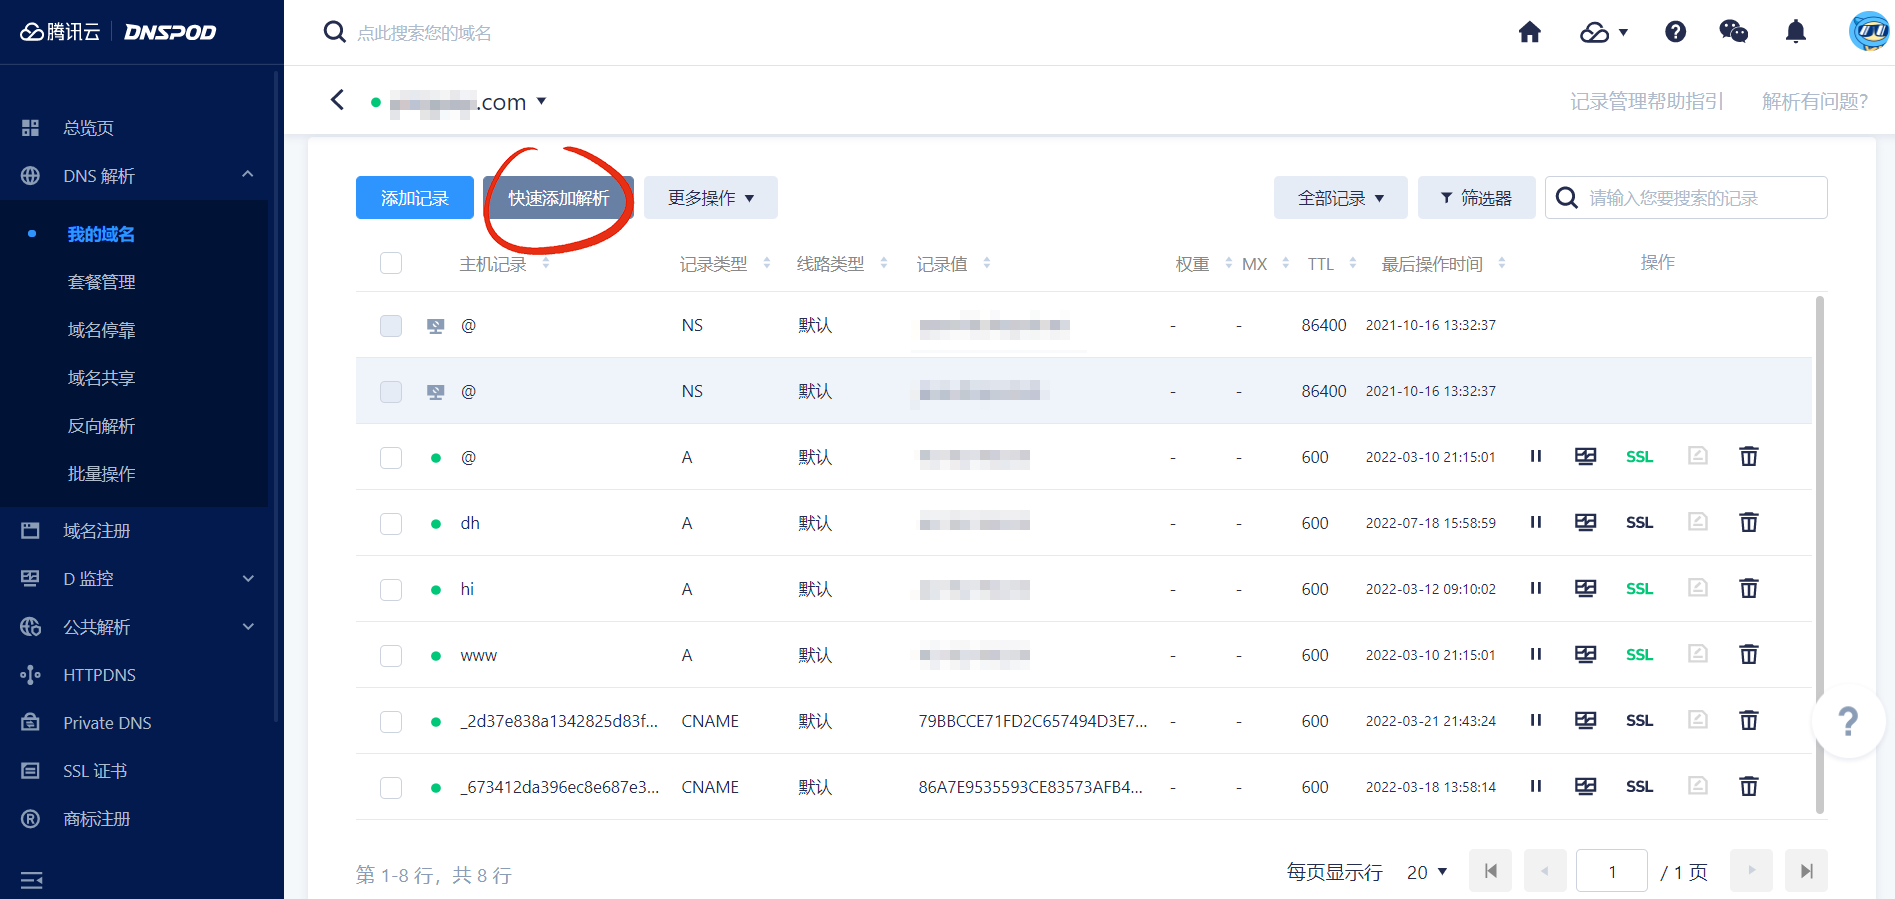 腾讯云 DNSPOD
点此搜索您的域名
.com
记录管理帮助指引 解析有问题?
总览页
DNS 解析
我的域名
套餐管理
域名停靠
域名共享
反向解析
批量操作
域名注册
D 监控
公共解析
HTTPDNS
Private DNS
SSL 证书
商标注册
添加记录 快速添加解析 更多操作 全部记录 筛选器 请输入您要搜索的记录
主机记录 记录类型 线路类型 记录值 权重 MX TTL 最后操作时间 操作
@ NS 默认 - - 86400 2021-10-16 13:32:37
@ NS 默认 - - 86400 2021-10-16 13:32:37
@ A 默认 - - 600 2022-03-10 21:15:01 SSL
dh A 默认 - - 600 2022-07-18 15:58:59 SSL
hi A 默认 - - 600 2022-03-12 09:10:02 SSL
www A 默认 - - 600 2022-03-10 21:15:01 SSL
_2d37e838a1342825d83f... CNAME 默认 79BBCCE71FD2C657494D3E7... - - 600 2022-03-21 21:43:24 SSL
_673412da396ec8e687e3... CNAME 默认 86A7E9535593CE83573AFB4... - - 600 2022-03-18 13:58:14 SSL
第 1-8 行，共 8 行 每页显示行 20 1 / 1 页